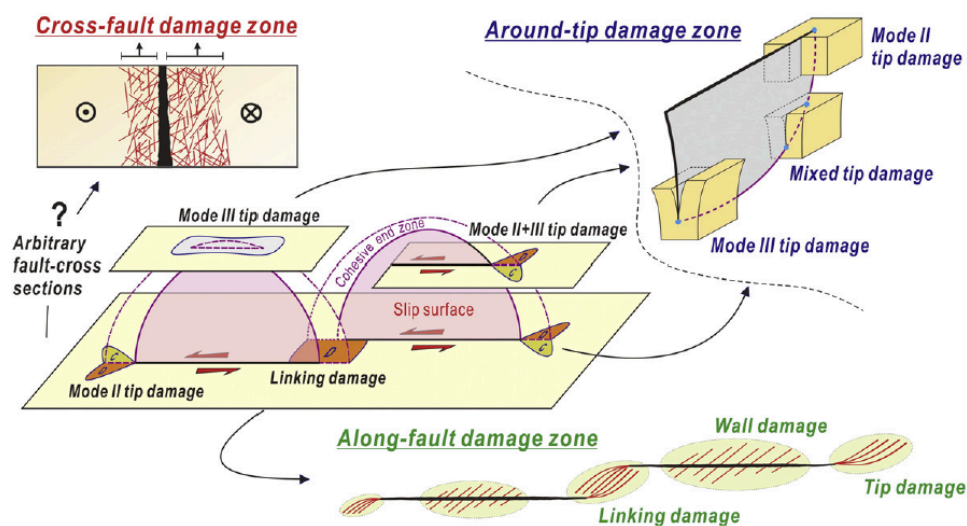 Cross-fault damage zone
Around-tip damage zone
Mode II
tip damage
Mixed tip damage
Mode III tip damage
?
Arbitrary
fault-cross
sections
Mode III tip damage
Mode II+III tip damage
Cohesive end zone
C
D
Slip surface
C
D
D
C
D
Mode II tip damage
Linking damage
Along-fault damage zone
Wall damage
Linking damage
Tip damage